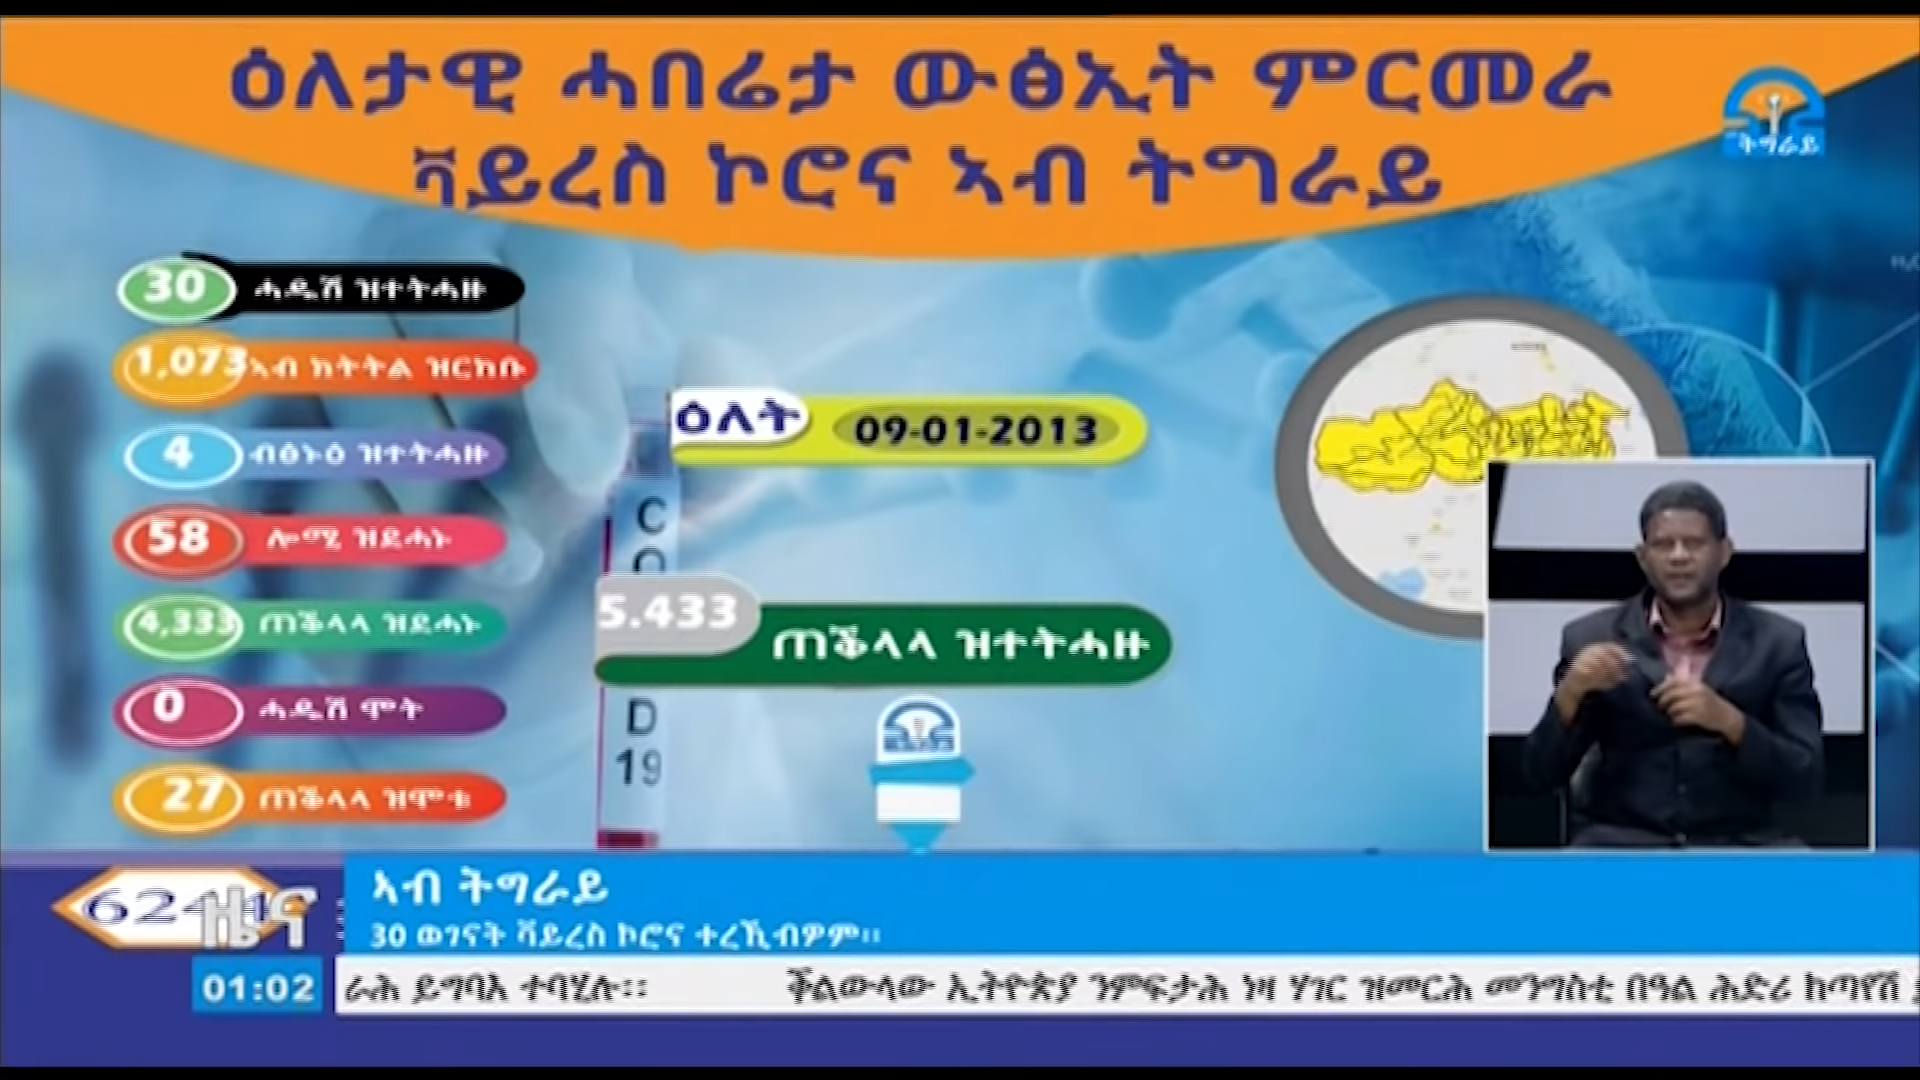 ዕለታዊ ሓበሬታ ውፅኢት ምርመራ
ቫይረስ ኮሮና ኣብ ትግራይ
ትግራይ
30 ሓዱሽ ዝተትሓዙ
1,073 ኣብ ክትትል ዝርከቡ
4 ብፅኑዕ ዝተትሓዙ
58 ሎሚ ዝደሓኑ
4,333 ጠቕላላ ዝደሓኑ
0 ሓዱሽ ሞት
27 ጠቕላላ ዝሞቱ
ዕለት 09-01-2013
C
O
5.433 ጠቕላላ ዝተትሓዙ
D
19
ዜና
ኣብ ትግራይ
30 ወገናት ቫይረስ ኮሮና ተረኺብዎም።
01:02 ራሕ ይግባእ ተባሂሉ። ቕልውላው ኢትዮጵያ ንምፍታሕ ነዛ ሃገር ዝመርሕ መንግስቲ በዓል ሕድሪ ከጣየሽ